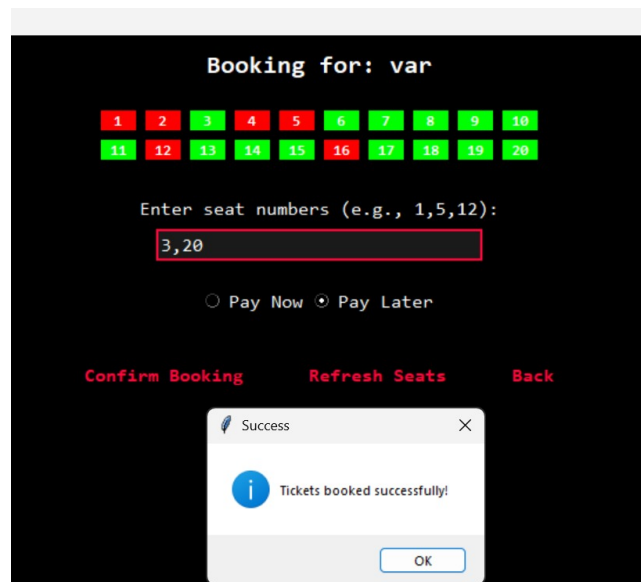 Booking for: var
1 2 3 4 5 6 7 8 9 10
11 12 13 14 15 16 17 18 19 20
Enter seat numbers (e.g., 1,5,12):
3,20
Pay Now Pay Later
Confirm Booking Refresh Seats Back
Success
Tickets booked successfully!
OK